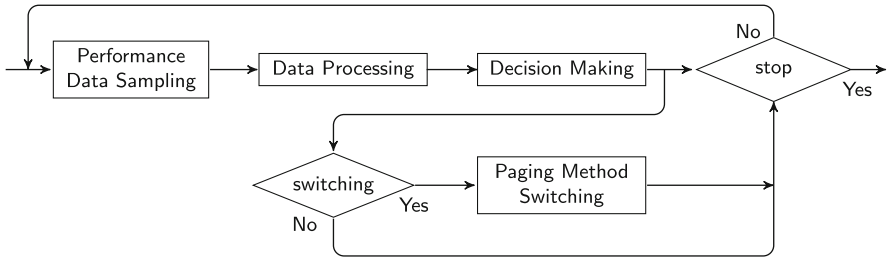 No
Performance
Data Sampling
Data Processing
Decision Making
stop
Yes
switching
Yes
No
Paging Method
Switching